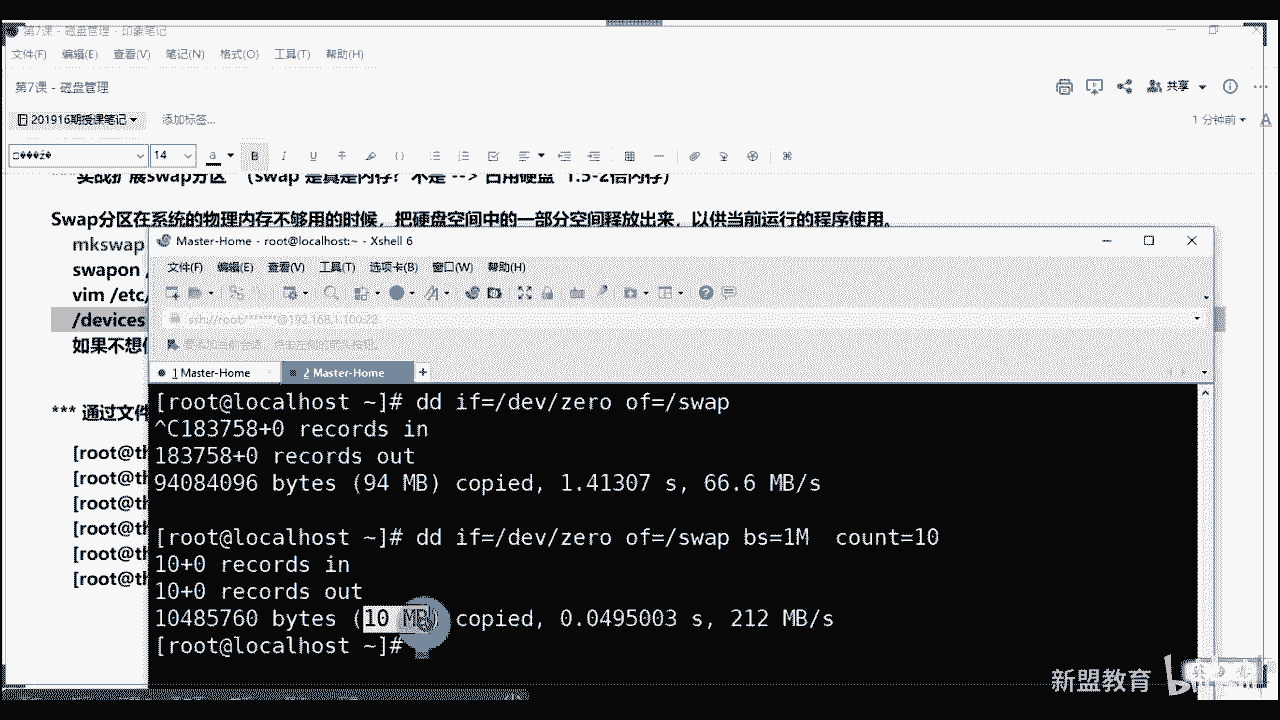 第7课 - 磁盘管理 - 印象笔记
文件(F) 编辑(E) 查看(V) 笔记(N) 格式(O) 工具(T) 帮助(H)
第7课 - 磁盘管理
共享
201916期授课笔记 添加标签...
1 分钟前
14
实战扩展swap分区 (swap 是真是内存? 不是 --> 占用硬盘 1.5-2倍内存)
Swap分区在系统的物理内存不够用的时候，把硬盘空间中的一部分空间释放出来，以供当前运行的程序使用。
mkswap
swapon /
vim /etc/
/devices
如果不想
*** 通过文件
[root@th
[root@th
[root@th
[root@th
[root@th
[root@th
Master-Home - root@localhost:~ - Xshell 6
文件(F) 编辑(E) 查看(V) 工具(T) 选项卡(B) 窗口(W) 帮助(H)
ssh://root:*******@192.168.1.100:22
要添加当前会话，点击左侧的箭头按钮。
1 Master-Home
2 Master-Home
[root@localhost ~]# dd if=/dev/zero of=/swap
^C183758+0 records in
183758+0 records out
94084096 bytes (94 MB) copied, 1.41307 s, 66.6 MB/s
[root@localhost ~]# dd if=/dev/zero of=/swap bs=1M  count=10
10+0 records in
10+0 records out
10485760 bytes (10 MB) copied, 0.0495003 s, 212 MB/s
[root@localhost ~]#
新盟教育